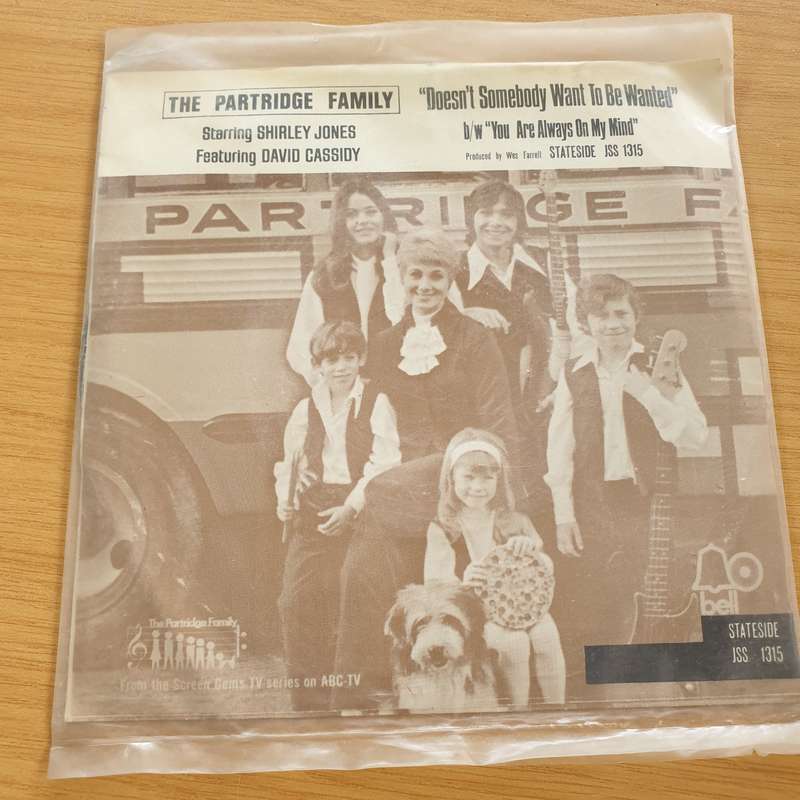 THE PARTRIDGE FAMILY
Starring SHIRLEY JONES
Featuring DAVID CASSIDY
"Doesn't Somebody Want To Be Wanted"
b/w "You Are Always On My Mind"
Produced by Wes Farrell STATESIDE JSS 1315
PARTRIDGE FA
bell
The Partridge Family
From the Screen Gems TV series on ABC-TV
STATESIDE
JSS 1315